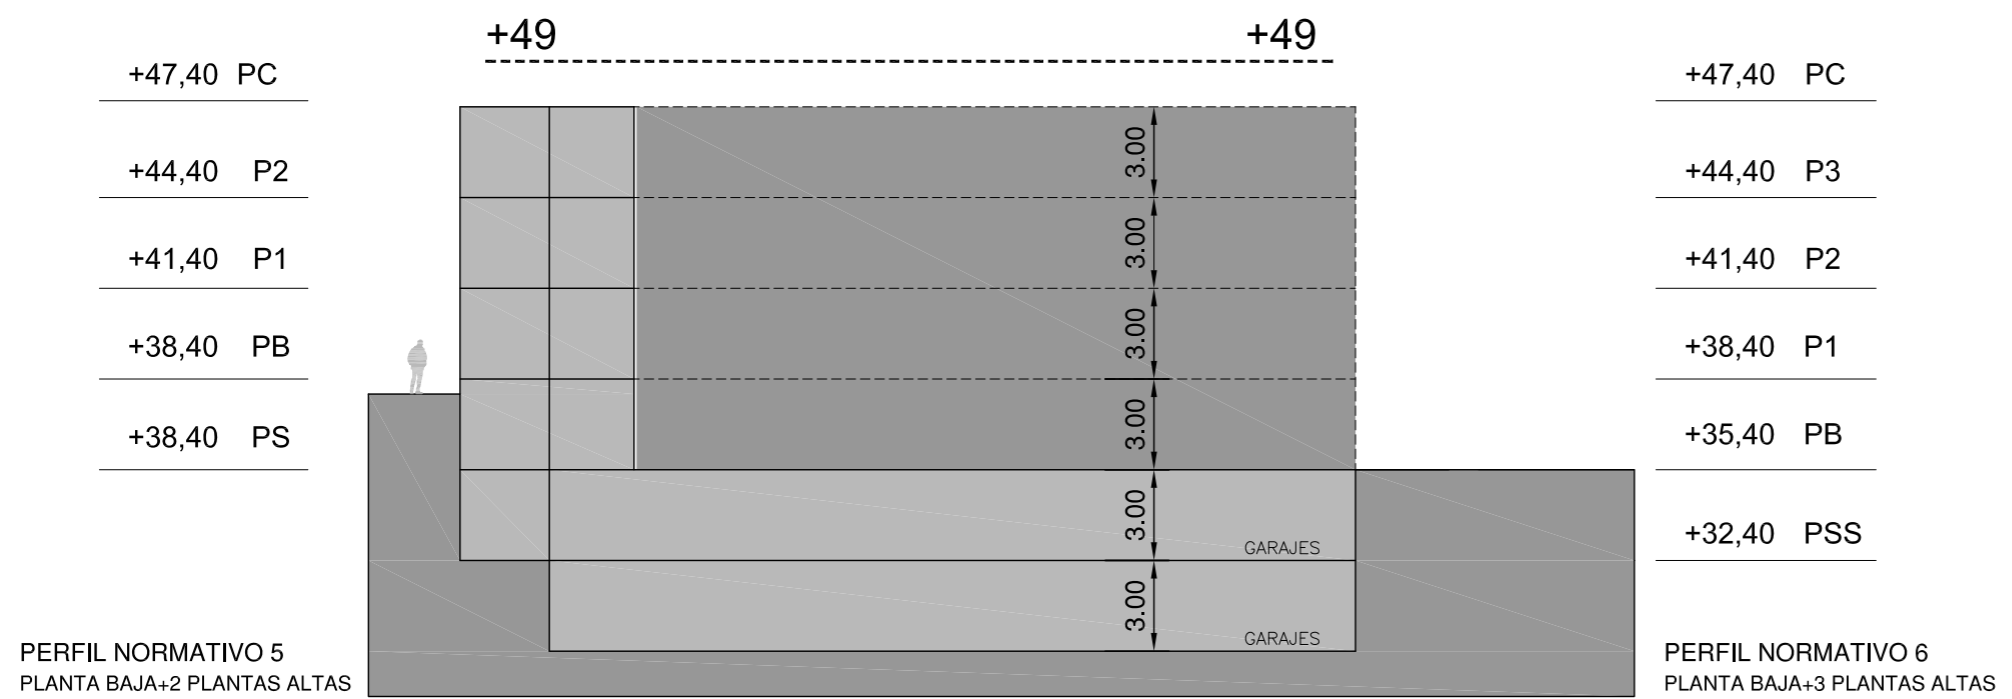 +49 +49
+47,40 PC
+44,40 P2
+41,40 P1
+38,40 PB
+38,40 PS
3.00
3.00
3.00
3.00
3.00
3.00
GARAJES
GARAJES
+47,40 PC
+44,40 P3
+41,40 P2
+38,40 P1
+35,40 PB
+32,40 PSS
PERFIL NORMATIVO 5
PLANTA BAJA+2 PLANTAS ALTAS
PERFIL NORMATIVO 6
PLANTA BAJA+3 PLANTAS ALTAS